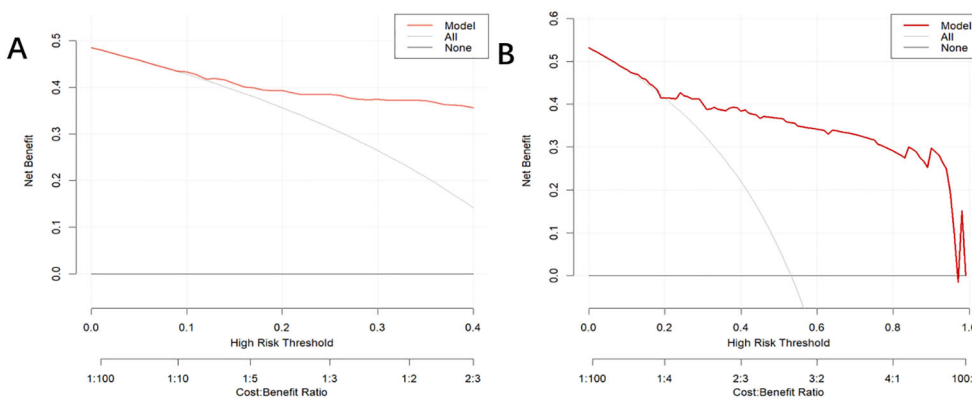 A
Model
All
None
Net Benefit
0.5
0.4
0.3
0.2
0.1
0.0
0.0 0.1 0.2 0.3 0.4
High Risk Threshold
1:100 1:10 1:5 1:3 1:2 2:3
Cost:Benefit Ratio
B
Model
All
None
Net Benefit
0.6
0.5
0.4
0.3
0.2
0.1
0.0
0.0 0.2 0.4 0.6 0.8 1.0
High Risk Threshold
1:100 1:4 2:3 3:2 4:1 100:
Cost:Benefit Ratio